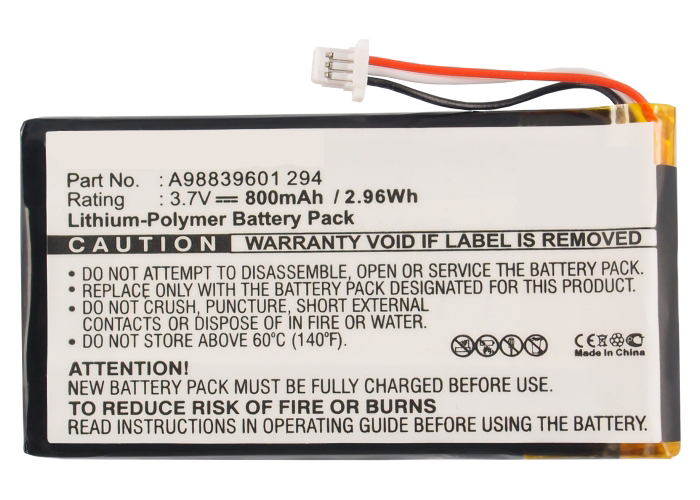 Part No. : A98839601 294
Rating : 3.7V 800mAh / 2.96Wh
Lithium-Polymer Battery Pack
CAUTION WARRANTY VOID IF LABEL IS REMOVED
• DO NOT ATTEMPT TO DISASSEMBLE, OPEN OR SERVICE THE BATTERY PACK.
• REPLACE ONLY WITH THE BATTERY PACK DESIGNATED FOR THIS PRODUCT.
• DO NOT CRUSH, PUNCTURE, SHORT EXTERNAL
CONTACTS OR DISPOSE OF IN FIRE OR WATER.
• DO NOT STORE ABOVE 60°C (140°F).
CE
Made in China
ATTENTION!
NEW BATTERY PACK MUST BE FULLY CHARGED BEFORE USE.
TO REDUCE RISK OF FIRE OR BURNS
READ INSTRUCTIONS IN OPERATING GUIDE BEFORE USING THE BATTERY.